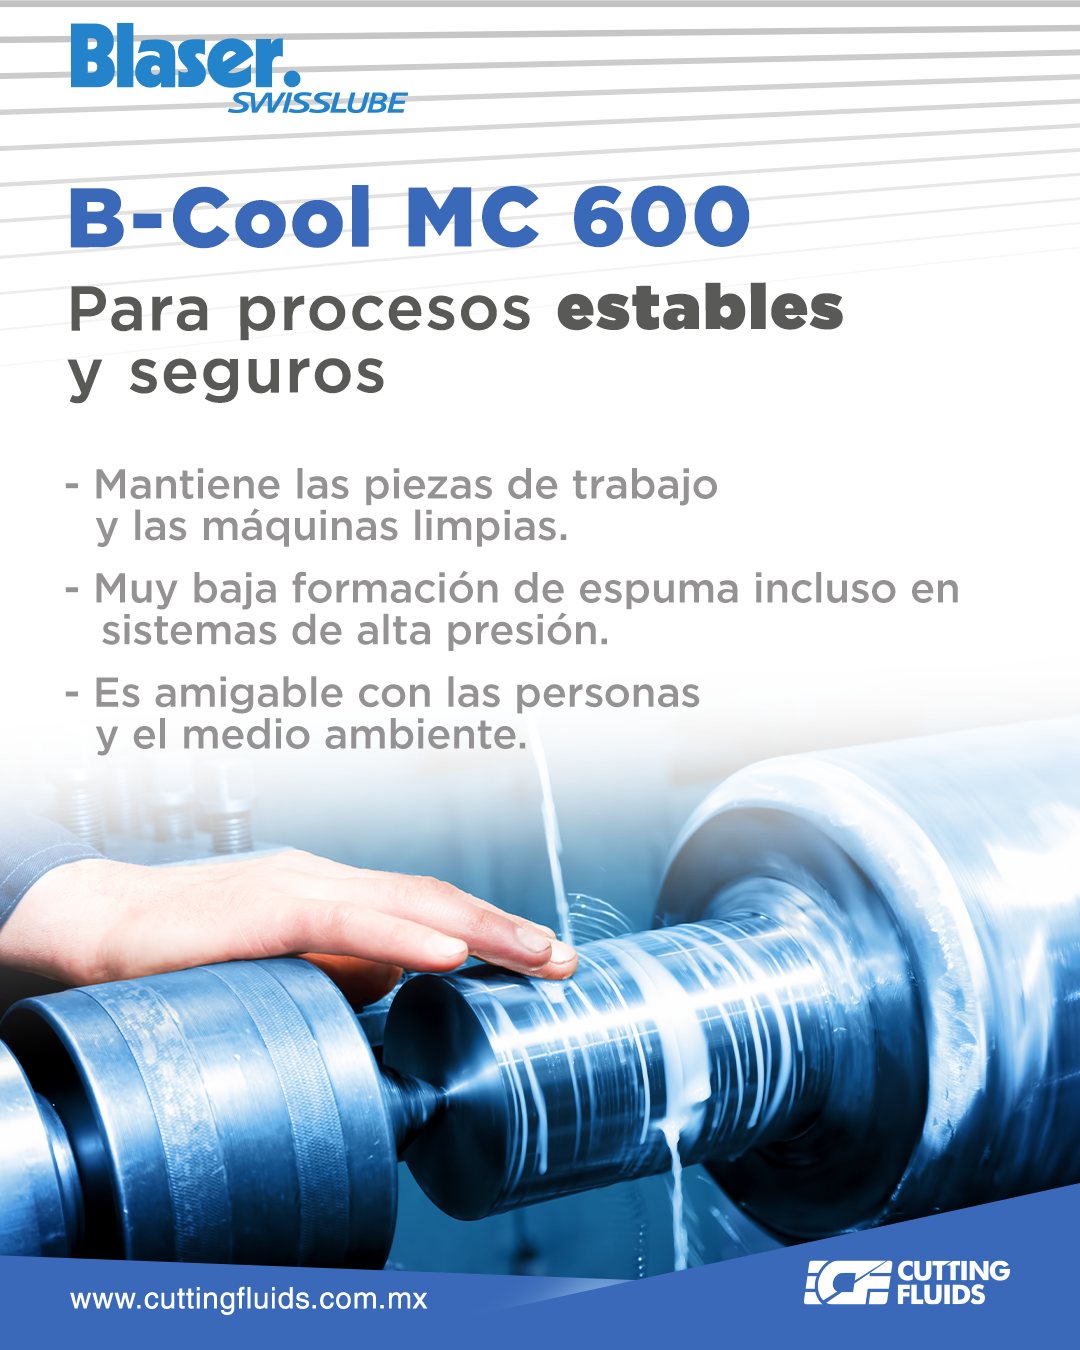 Blaser.
SWISSLUBE
B-Cool MC 600
Para procesos estables
y seguros
- Mantiene las piezas de trabajo
y las máquinas limpias.
- Muy baja formación de espuma incluso en
sistemas de alta presión.
- Es amigable con las personas
y el medio ambiente.
www.cuttingfluids.com.mx
CF CUTTING
FLUIDS